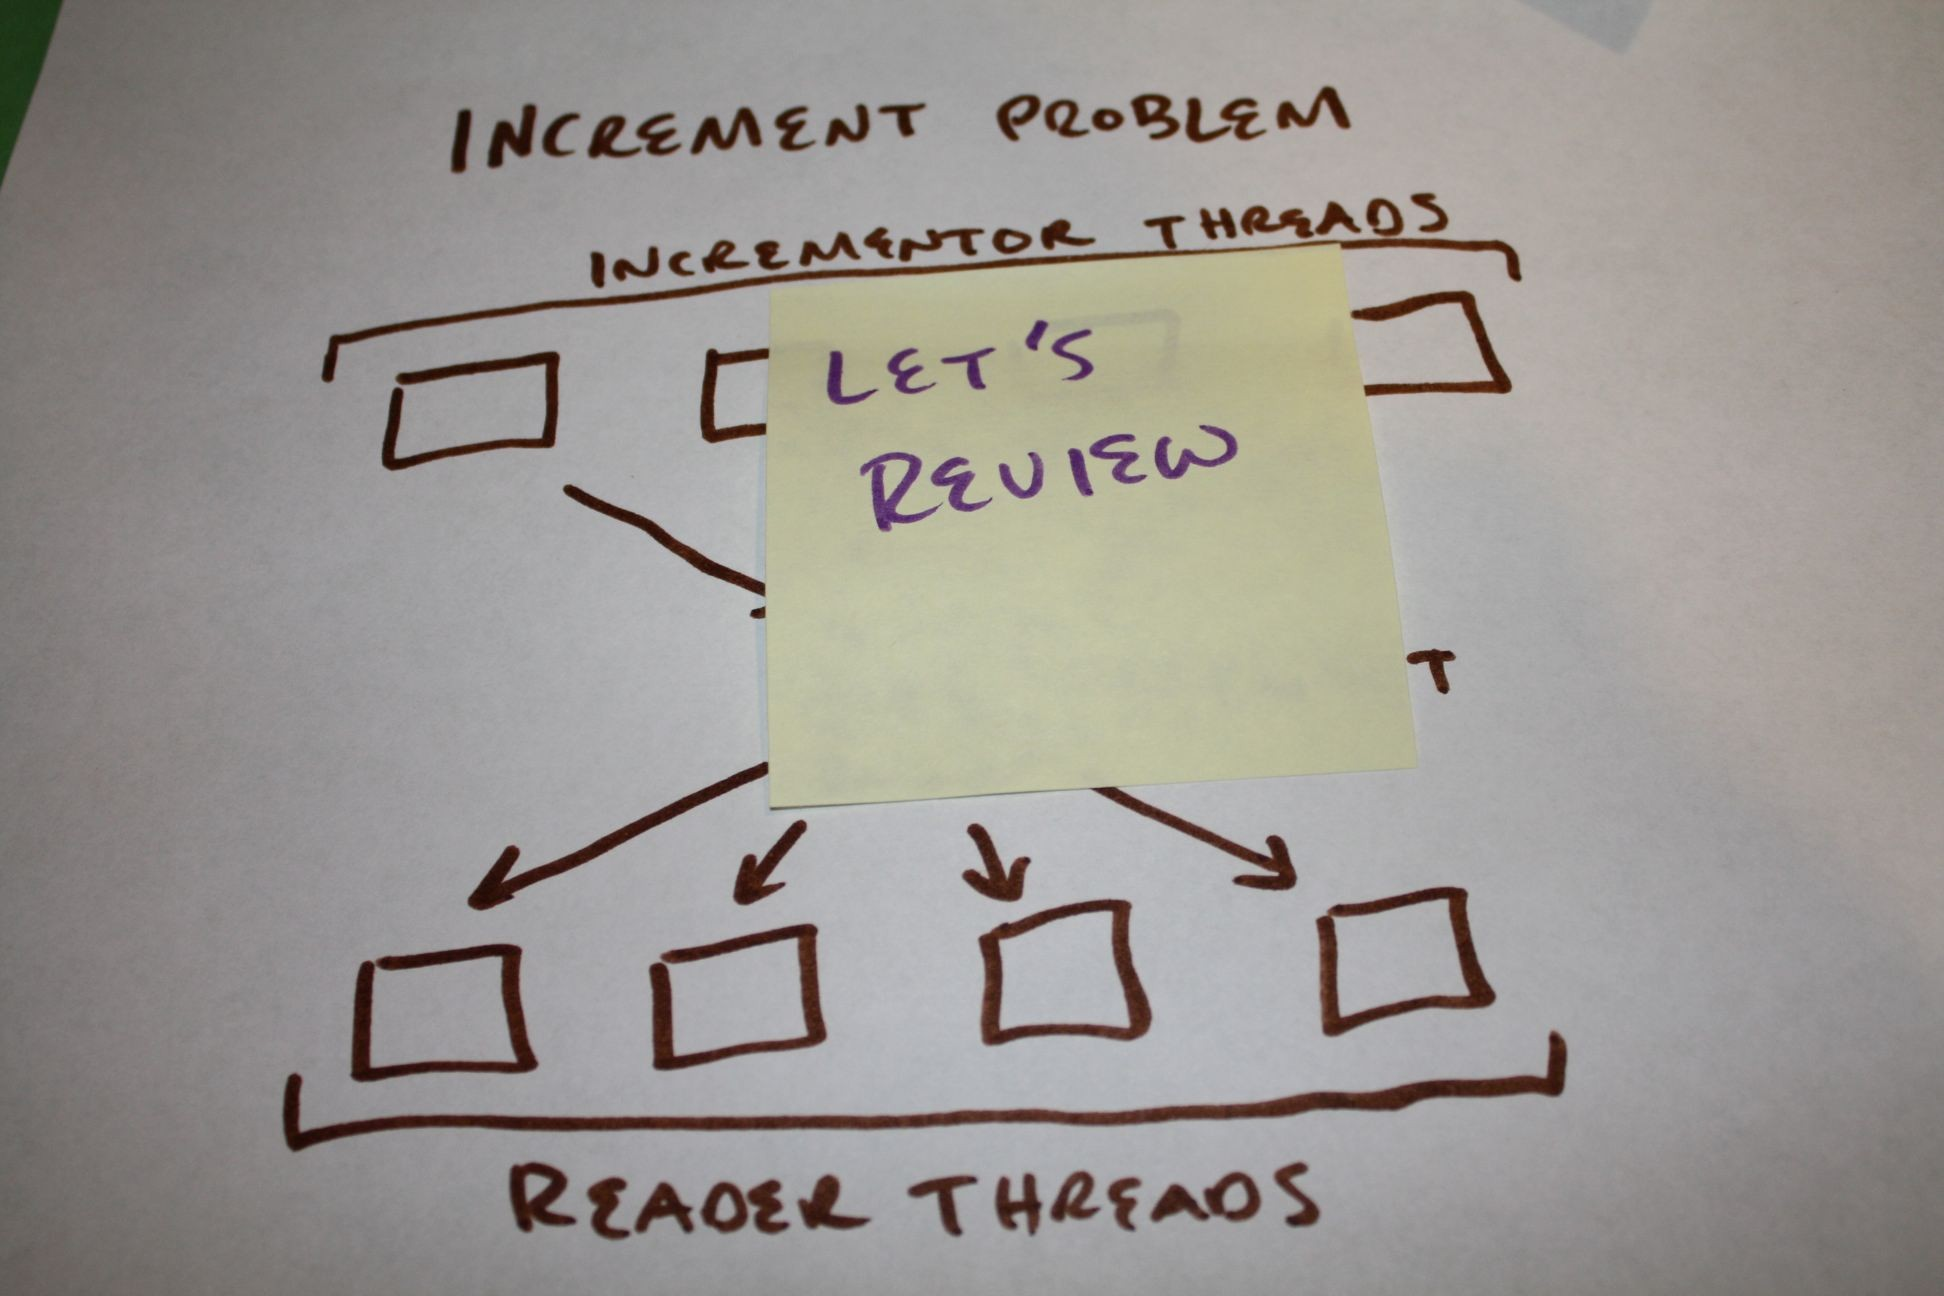 INCREMENT PROBLEM
INCREMENTOR THREADS
LET'S
REVIEW
T
READER THREADS